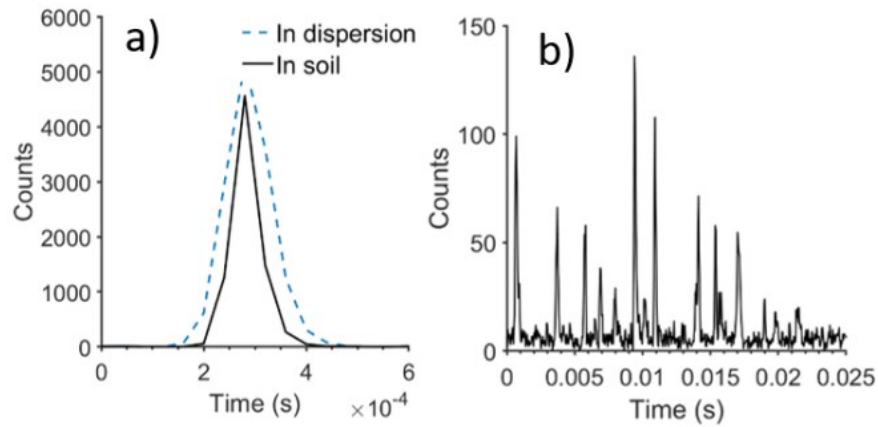 a)
In dispersion
In soil
6000
5000
4000
3000
2000
1000
0
Counts
0 2 4 6
Time (s) ×10⁻⁴
b)
150
100
50
0
Counts
0 0.005 0.01 0.015 0.02 0.025
Time (s)